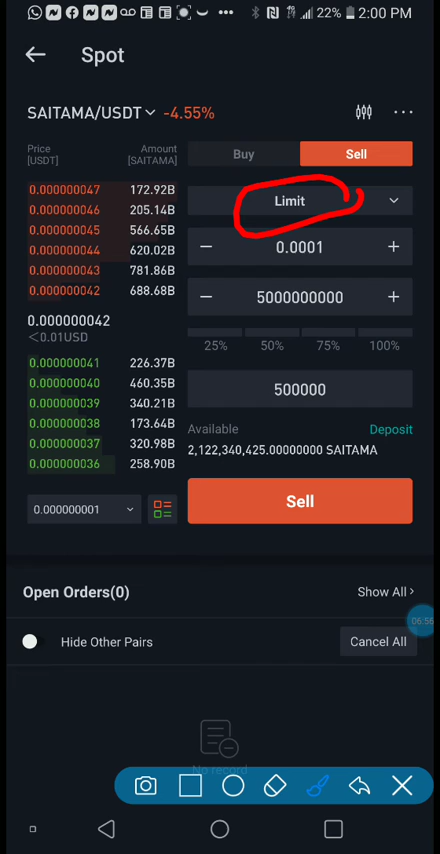 22% 2:00 PM
Spot
SAITAMA/USDT -4.55%
Price Amount
[USDT] [SAITAMA]
0.000000047 172.92B
0.000000046 205.14B
0.000000045 566.65B
0.000000044 620.02B
0.000000043 781.86B
0.000000042 688.68B
0.000000042
<0.01USD
0.000000041 226.37B
0.000000040 460.35B
0.000000039 340.21B
0.000000038 173.64B
0.000000037 320.98B
0.000000036 258.90B
0.000000001
Buy Sell
Limit
− 0.0001 +
− 5000000000 +
25% 50% 75% 100%
500000
Available Deposit
2,122,340,425.00000000 SAITAMA
Sell
Open Orders(0) Show All >
06:56
Hide Other Pairs Cancel All
No record